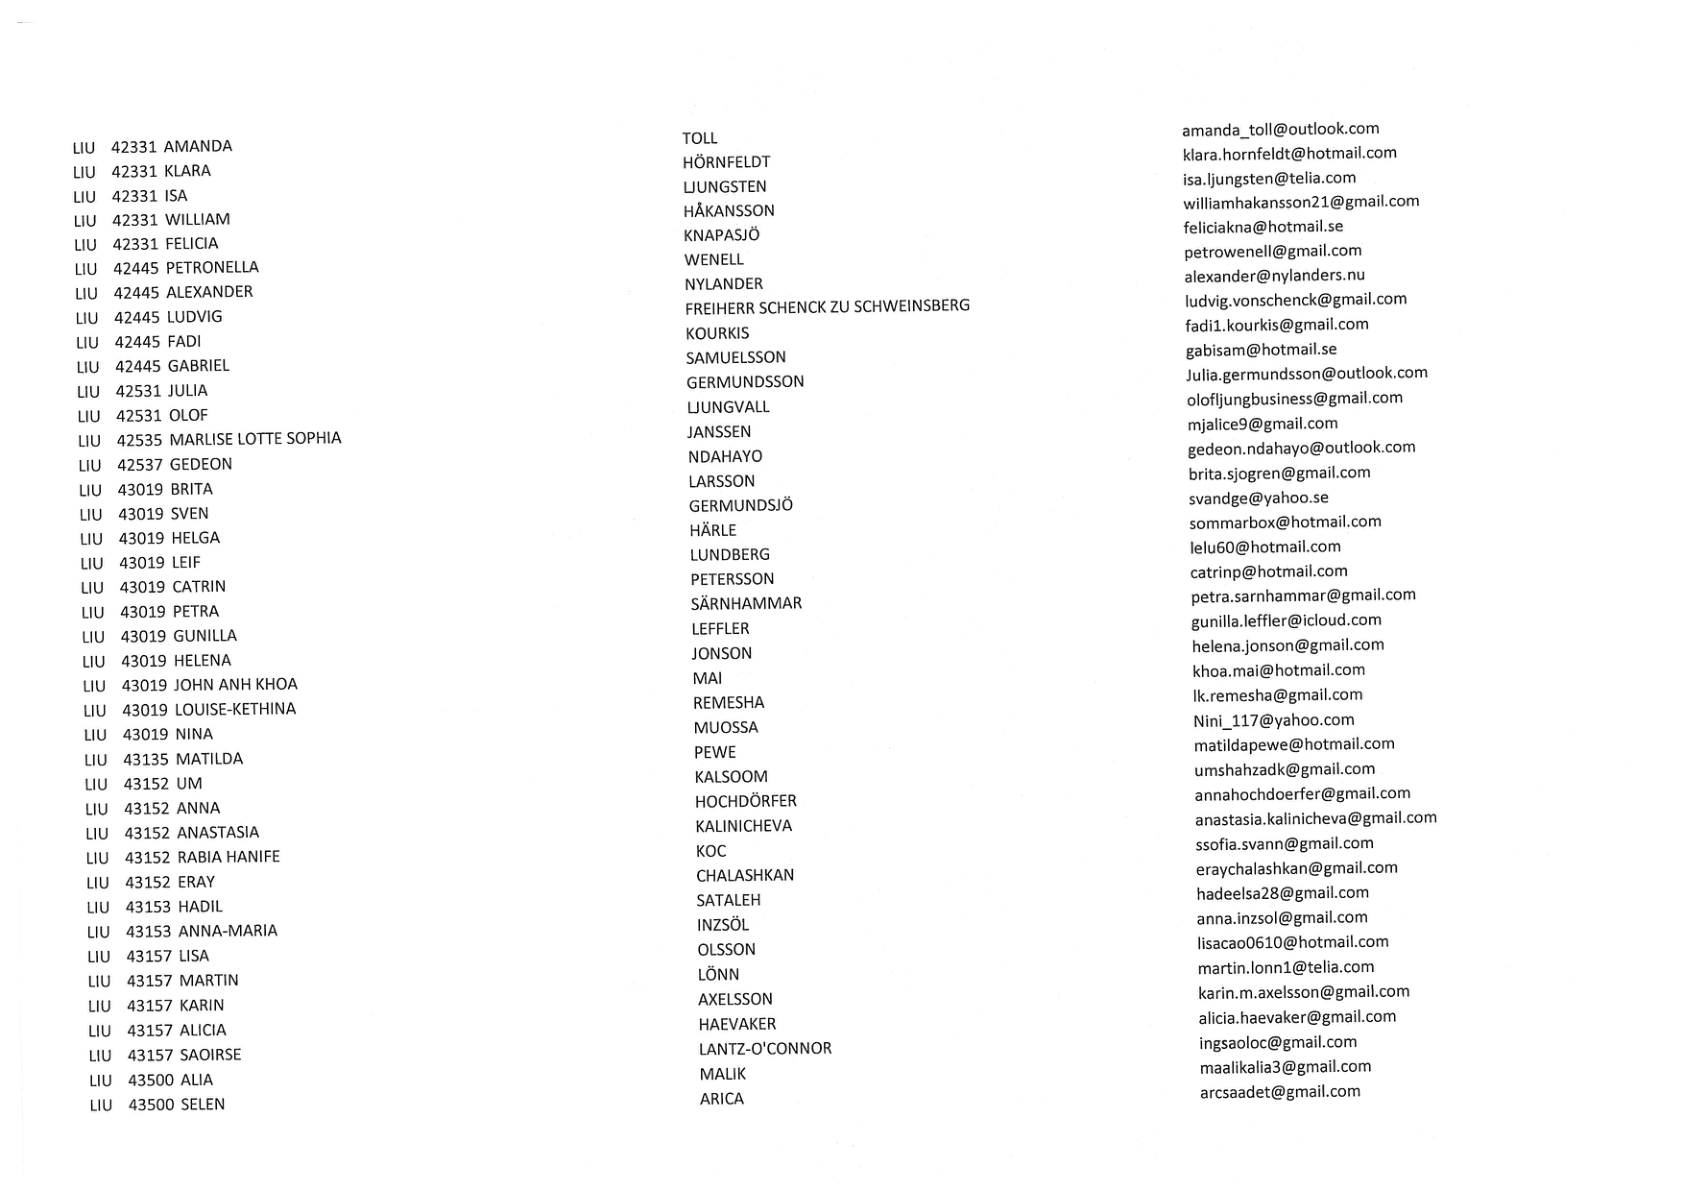 LIU 42331 AMANDA TOLL amanda_toll@outlook.com
LIU 42331 KLARA HÖRNFELDT klara.hornfeldt@hotmail.com
LIU 42331 ISA LJUNGSTEN isa.ljungsten@telia.com
LIU 42331 WILLIAM HÅKANSSON williamhakansson21@gmail.com
LIU 42331 FELICIA KNAPASJÖ feliciakna@hotmail.se
LIU 42445 PETRONELLA WENELL petrowenell@gmail.com
LIU 42445 ALEXANDER NYLANDER alexander@nylanders.nu
LIU 42445 LUDVIG FREIHERR SCHENCK ZU SCHWEINSBERG ludvig.vonschenck@gmail.com
LIU 42445 FADI KOURKIS fadi1.kourkis@gmail.com
LIU 42445 GABRIEL SAMUELSSON gabisam@hotmail.se
LIU 42531 JULIA GERMUNDSSON Julia.germundsson@outlook.com
LIU 42531 OLOF LJUNGVALL olofljungbusiness@gmail.com
LIU 42535 MARLISE LOTTE SOPHIA JANSSEN mjalice9@gmail.com
LIU 42537 GEDEON NDAHAYO gedeon.ndahayo@outlook.com
LIU 43019 BRITA LARSSON brita.sjogren@gmail.com
LIU 43019 SVEN GERMUNDSJÖ svandge@yahoo.se
LIU 43019 HELGA HÄRLE sommarbox@hotmail.com
LIU 43019 LEIF LUNDBERG lelu60@hotmail.com
LIU 43019 CATRIN PETERSSON catrinp@hotmail.com
LIU 43019 PETRA SÄRNHAMMAR petra.sarnhammar@gmail.com
LIU 43019 GUNILLA LEFFLER gunilla.leffler@icloud.com
LIU 43019 HELENA JONSON helena.jonson@gmail.com
LIU 43019 JOHN ANH KHOA MAI khoa.mai@hotmail.com
LIU 43019 LOUISE-KETHINA REMESHA lk.remesha@gmail.com
LIU 43019 NINA MUOSSA Nini_117@yahoo.com
LIU 43135 MATILDA PEWE matildapewe@hotmail.com
LIU 43152 UM KALSOOM umshahzadk@gmail.com
LIU 43152 ANNA HOCHDÖRFER annahochdoerfer@gmail.com
LIU 43152 ANASTASIA KALINICHEVA anastasia.kalinicheva@gmail.com
LIU 43152 RABIA HANIFE KOC ssofia.svann@gmail.com
LIU 43152 ERAY CHALASHKAN eraychalashkan@gmail.com
LIU 43153 HADIL SATALEH hadeelsa28@gmail.com
LIU 43153 ANNA-MARIA INZSÖL anna.inzsol@gmail.com
LIU 43157 LISA OLSSON lisacao0610@hotmail.com
LIU 43157 MARTIN LÖNN martin.lonn1@telia.com
LIU 43157 KARIN AXELSSON karin.m.axelsson@gmail.com
LIU 43157 ALICIA HAEVAKER alicia.haevaker@gmail.com
LIU 43157 SAOIRSE LANTZ-O'CONNOR ingsaoloc@gmail.com
LIU 43500 ALIA MALIK maalikalia3@gmail.com
LIU 43500 SELEN ARICA arcsaadet@gmail.com